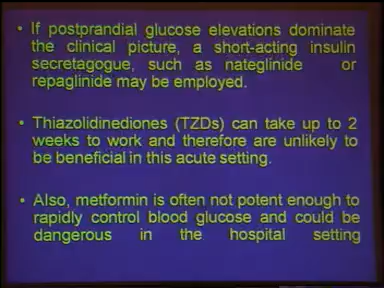 • If postprandial glucose elevations dominate
the clinical picture, a short-acting insulin
secretagogue, such as nateglinide or
repaglinide may be employed.
• Thiazolidinediones (TZDs) can take up to 2
weeks to work and therefore are unlikely to
be beneficial in this acute setting.
• Also, metformin is often not potent enough to
rapidly control blood glucose and could be
dangerous in the hospital setting